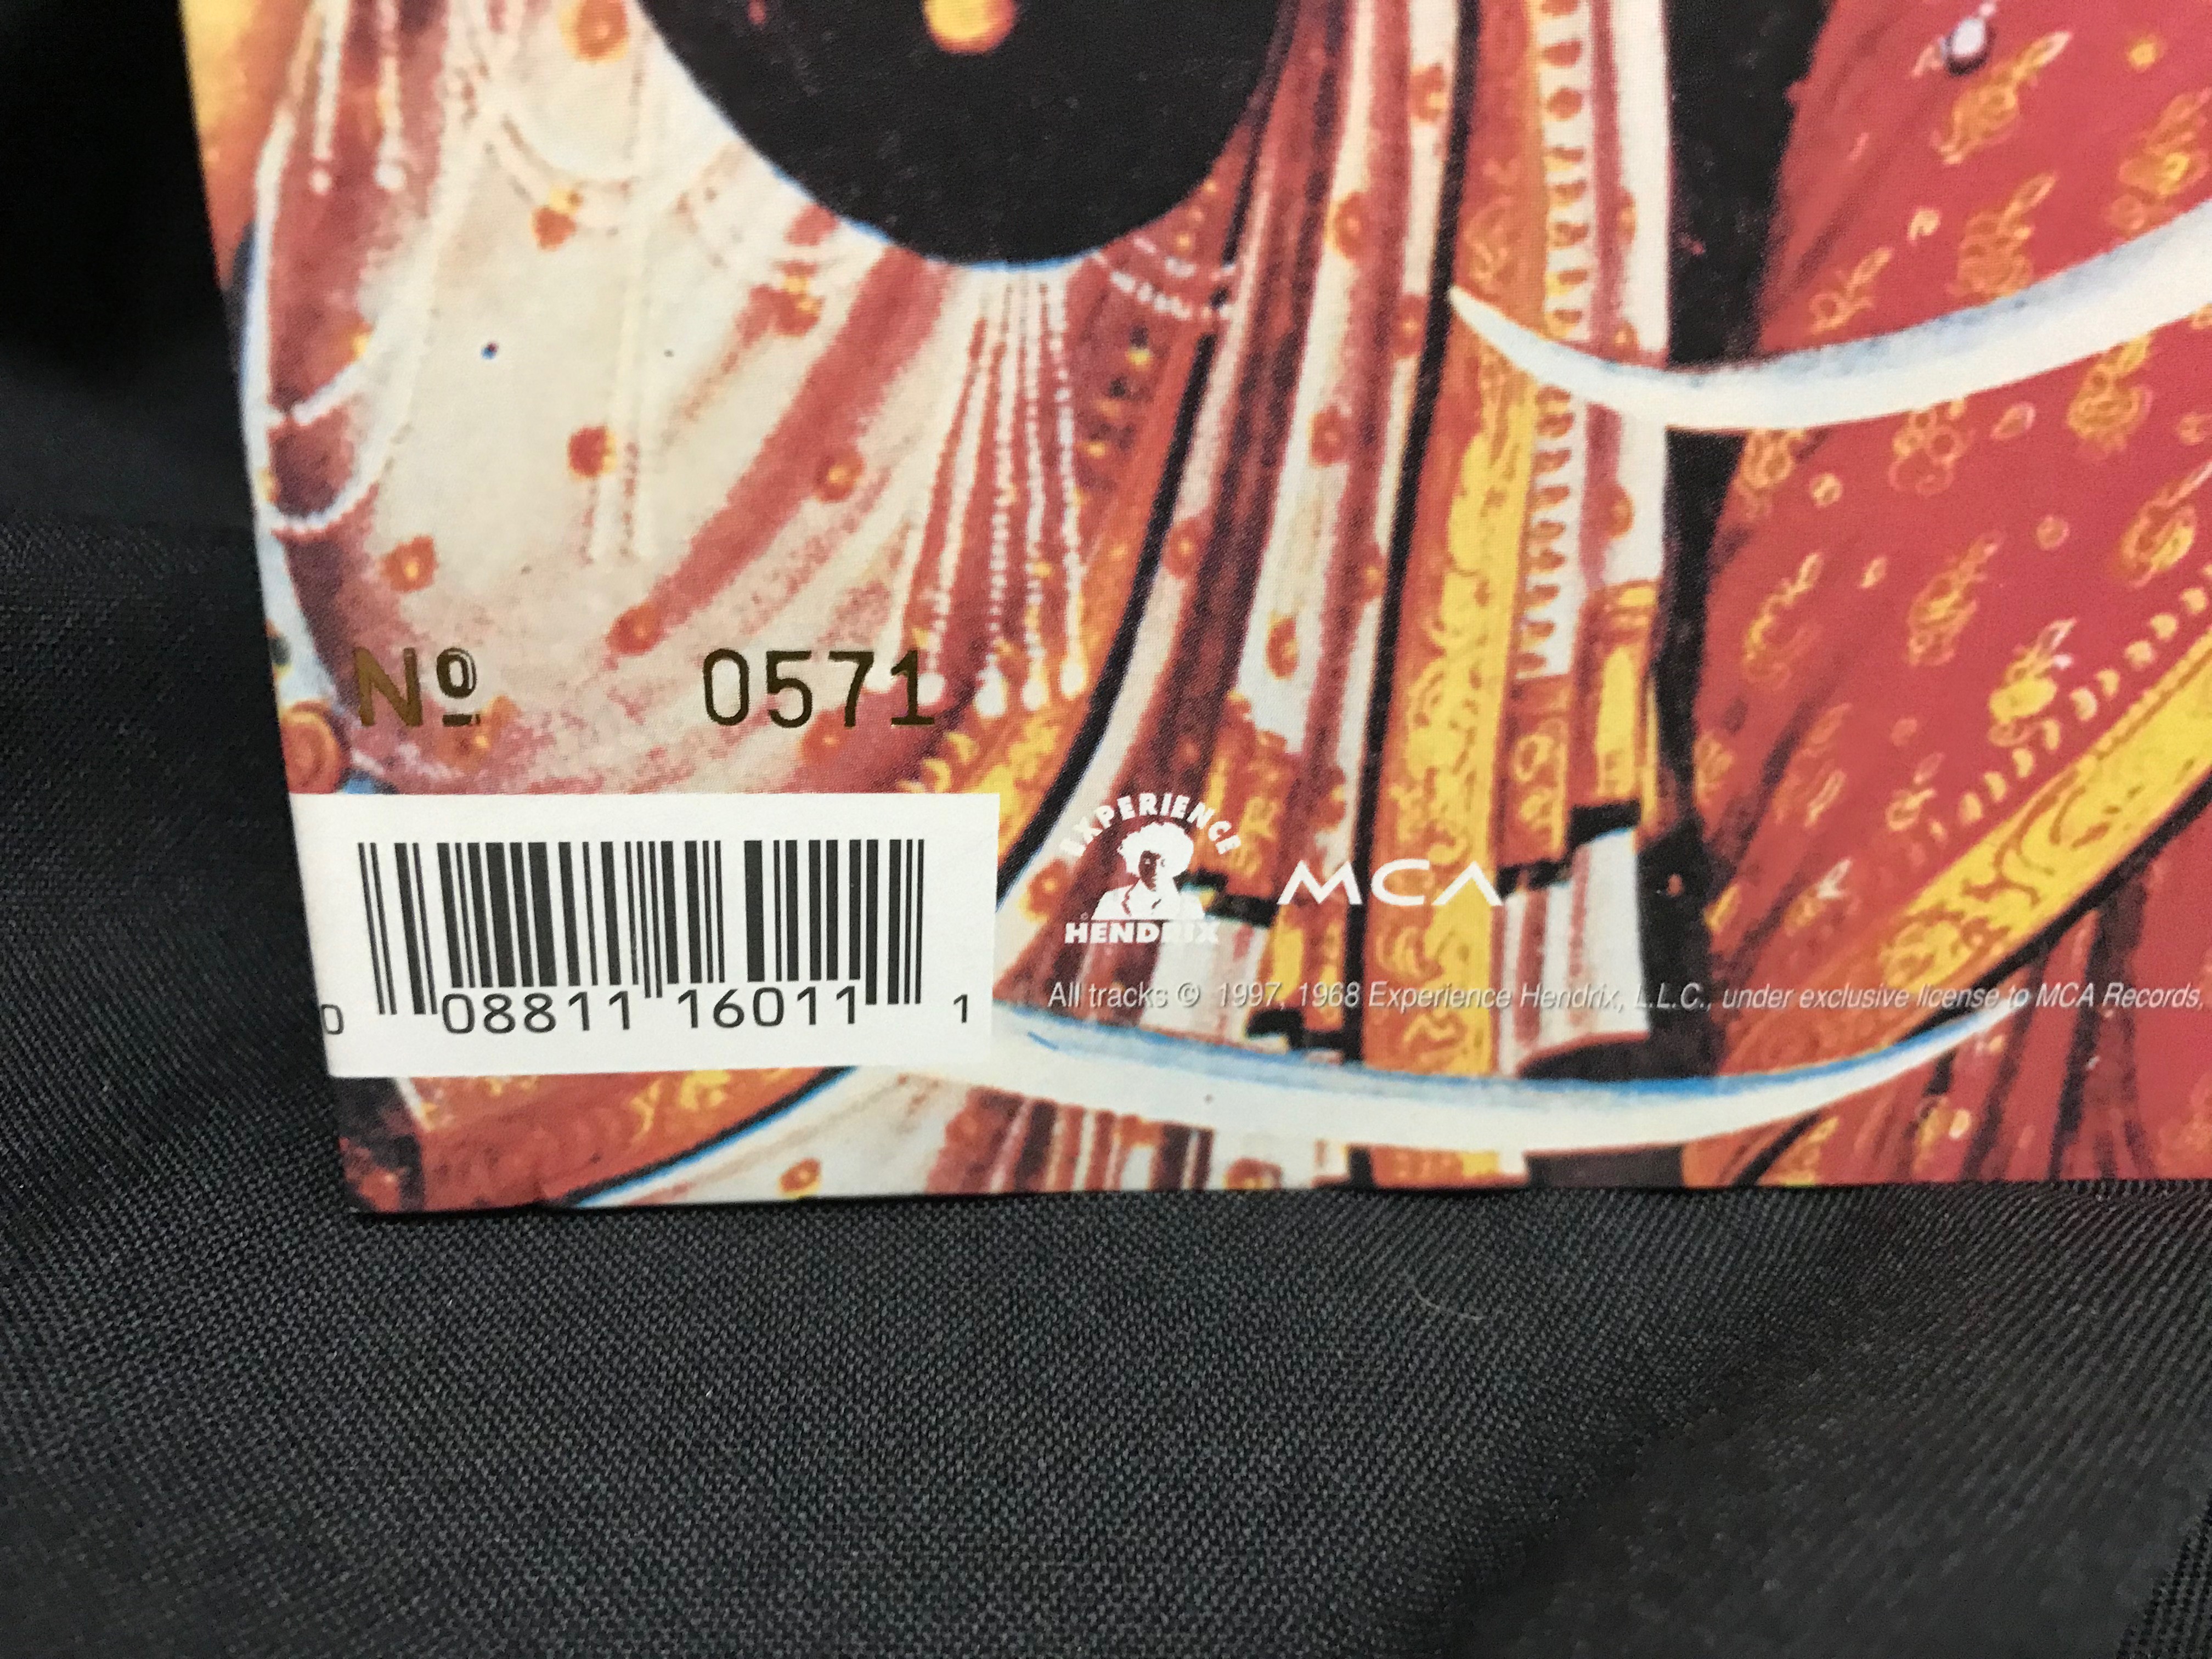 Nº 0571
EXPERIENCE
HENDRIX
MCA
0 08811 16011 1
All tracks © 1997, 1968 Experience Hendrix, L.L.C., under exclusive license to MCA Records,